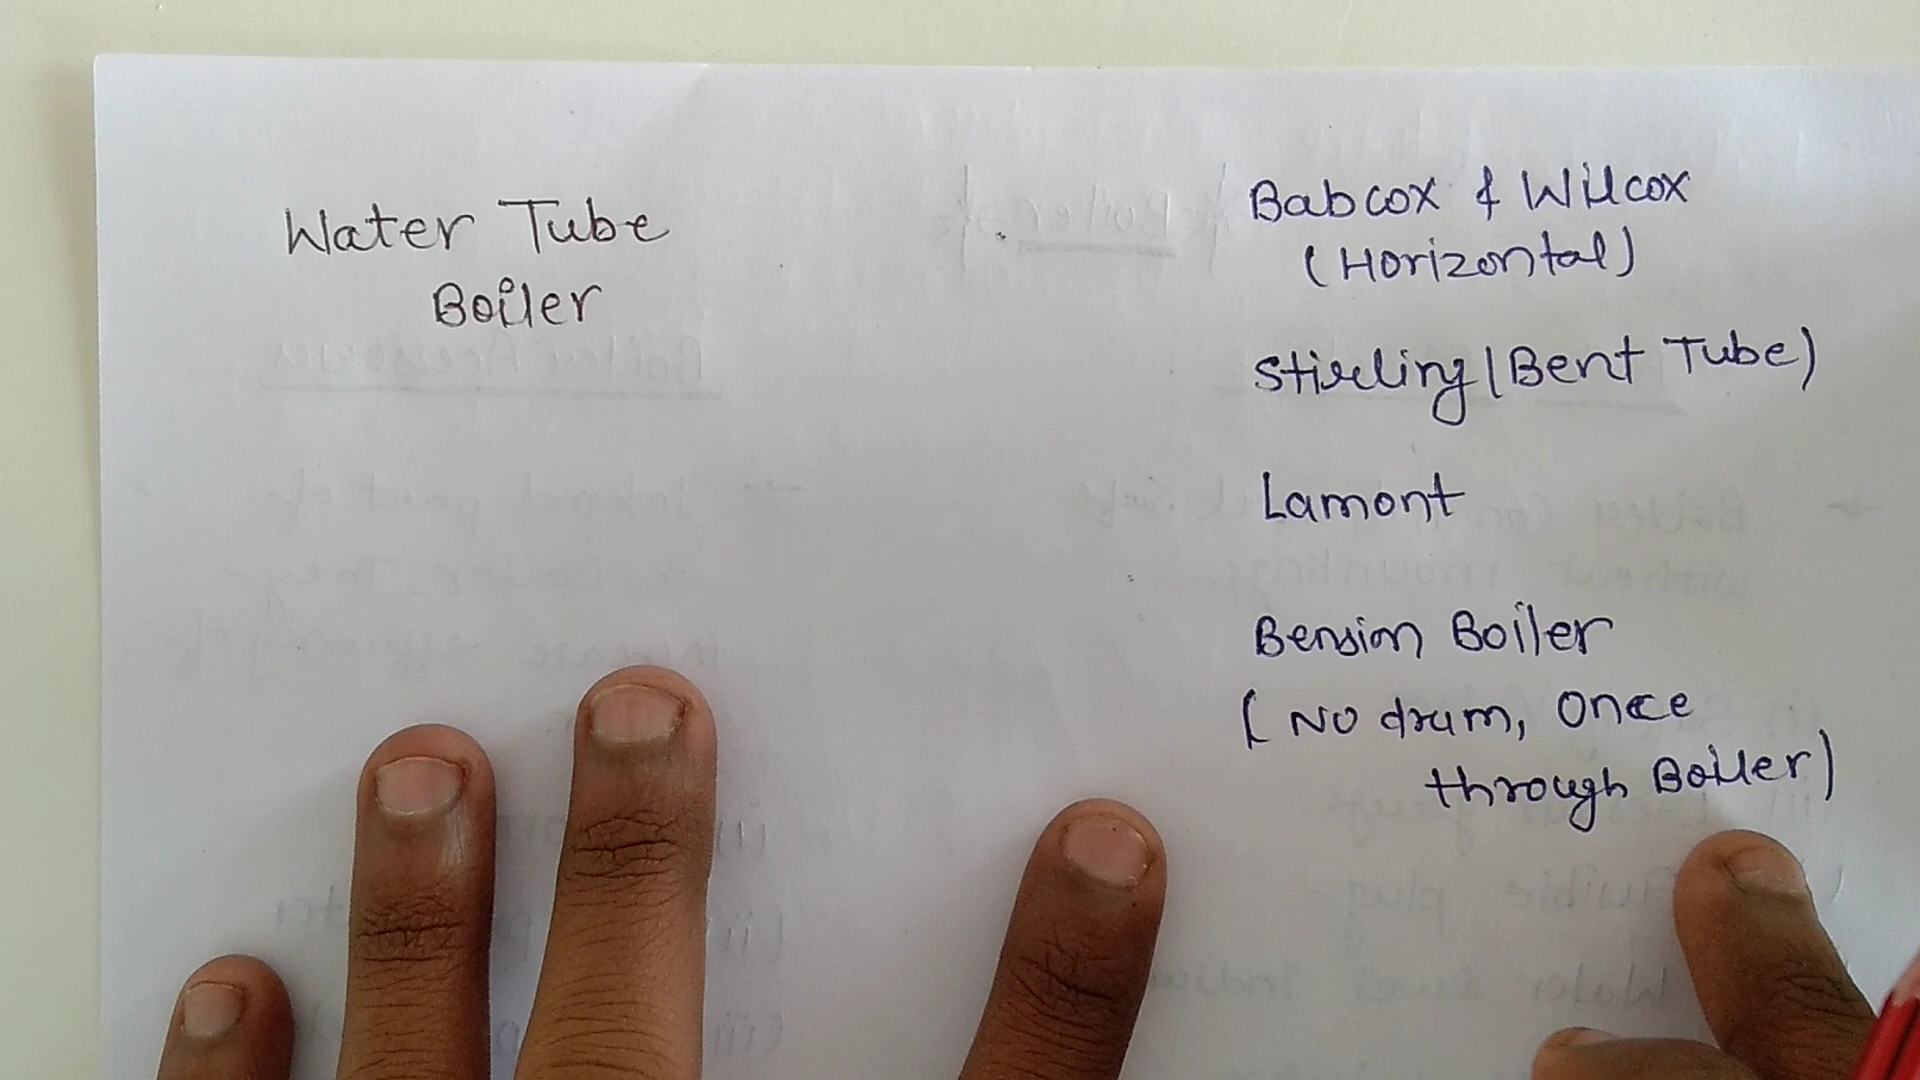 Water Tube
Boiler
Babcox & Wilcox
(Horizontal)
Stirling (Bent Tube)
Lamont
Bension Boiler
(No drum, Once
through Boiler)